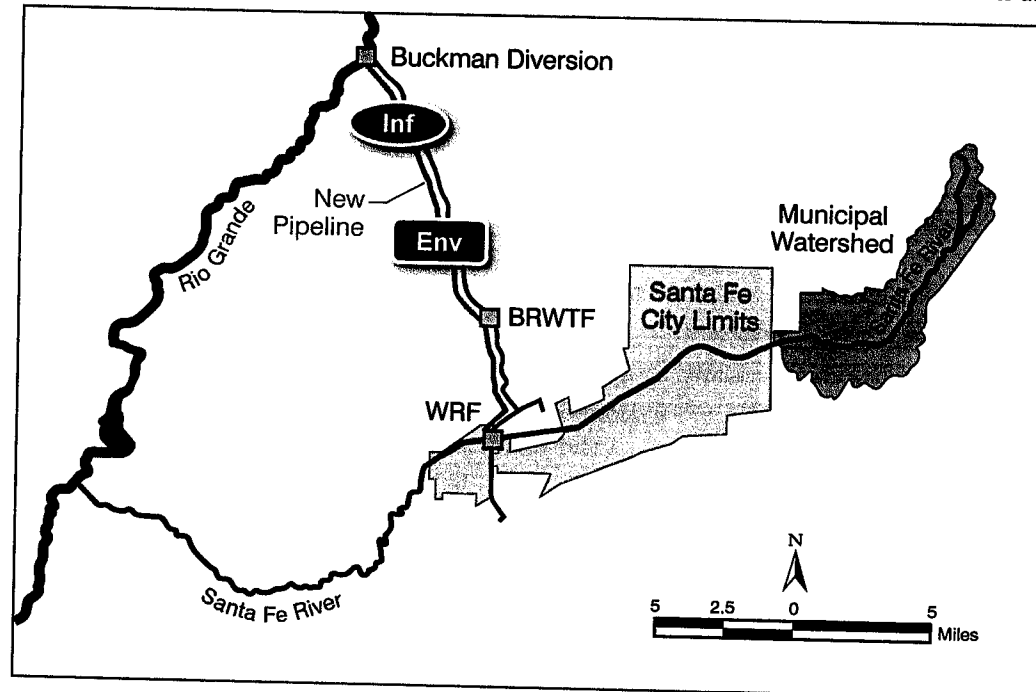 Buckman Diversion
Inf
New
Pipeline
Rio Grande
Env
Municipal
Watershed
Santa Fe River
BRWTF
Santa Fe
City Limits
WRF
Santa Fe River
N
5 2.5 0 5
Miles